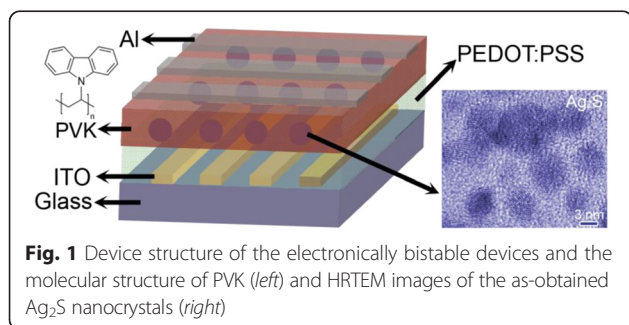 Al
PEDOT:PSS
N
n
Ag₂S
PVK
ITO
Glass
3 nm
Fig. 1 Device structure of the electronically bistable devices and the
molecular structure of PVK (left) and HRTEM images of the as-obtained
Ag₂S nanocrystals (right)